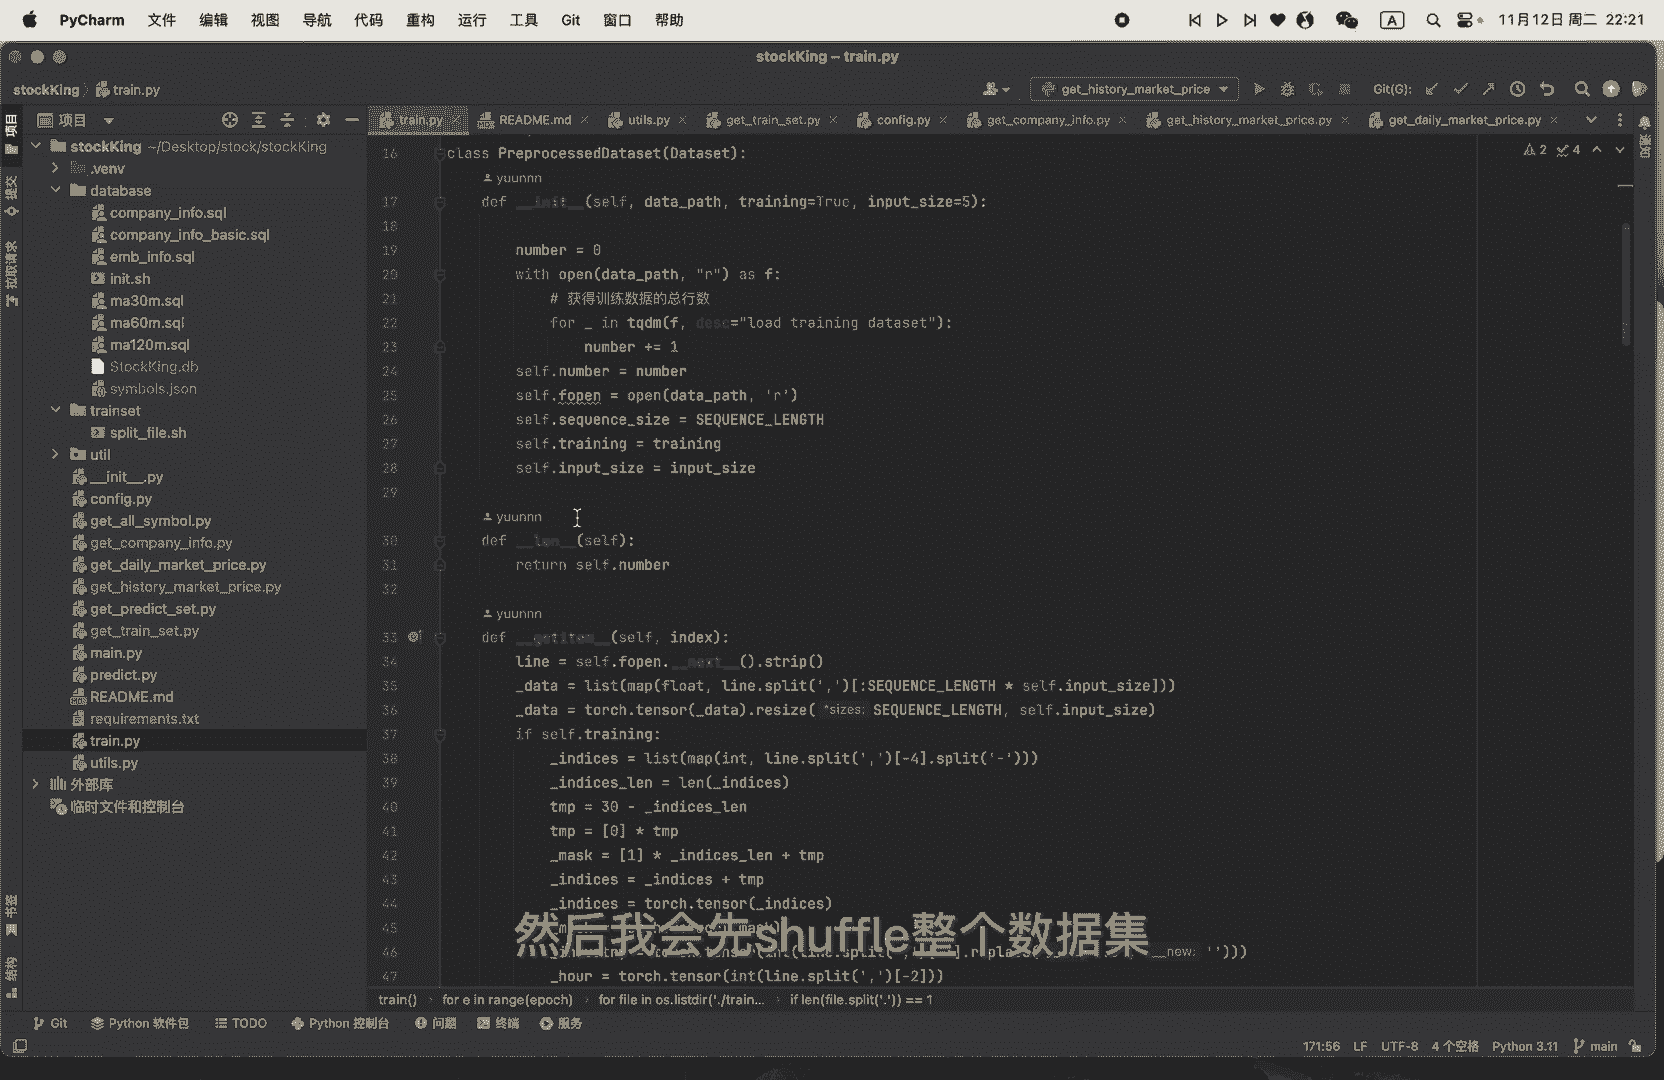 PyCharm 文件 编辑 视图 导航 代码 重构 运行 工具 Git 窗口 帮助 A 11月12日 周二 22:21
stockKing – train.py
stockKing train.py get_history_market_price Git(G):
项目 train.py README.md utils.py get_train_set.py config.py get_company_info.py get_history_market_price.py get_daily_market_price.py
项目
提交
拉取请求
书签
结构
通知
stockKing ~/Desktop/stock/stockKing
.venv
database
company_info.sql
company_info_basic.sql
emb_info.sql
init.sh
ma30m.sql
ma60m.sql
ma120m.sql
StockKing.db
symbols.json
trainset
split_file.sh
util
__init__.py
config.py
get_all_symbol.py
get_company_info.py
get_daily_market_price.py
get_history_market_price.py
get_predict_set.py
get_train_set.py
main.py
predict.py
README.md
requirements.txt
train.py
utils.py
外部库
临时文件和控制台
2 4
16 class PreprocessedDataset(Dataset):
yuunnn
17 def __init__(self, data_path, training=True, input_size=5):
18
19 number = 0
20 with open(data_path, "r") as f:
21 # 获得训练数据的总行数
22 for _ in tqdm(f, desc="load training dataset"):
23 number += 1
24 self.number = number
25 self.fopen = open(data_path, 'r')
26 self.sequence_size = SEQUENCE_LENGTH
27 self.training = training
28 self.input_size = input_size
29
yuunnn
30 def __len__(self):
31 return self.number
32
yuunnn
33 def __getitem__(self, index):
34 line = self.fopen.__next__().strip()
35 _data = list(map(float, line.split(',')[:SEQUENCE_LENGTH * self.input_size]))
36 _data = torch.tensor(_data).resize( *sizes: SEQUENCE_LENGTH, self.input_size)
37 if self.training:
38 _indices = list(map(int, line.split(',')[-4].split('-')))
39 _indices_len = len(_indices)
40 tmp = 30 - _indices_len
41 tmp = [0] * tmp
42 _mask = [1] * _indices_len + tmp
43 _indices = _indices + tmp
44 _indices = torch.tensor(_indices)
45
46 __new: '')))
47 _hour = torch.tensor(int(line.split(',')[-2]))
然后我会先shuffle整个数据集
train() for e in range(epoch) for file in os.listdir('./train... if len(file.split('.')) == 1
Git Python 软件包 TODO Python 控制台 问题 终端 服务
171:56 LF UTF-8 4 个空格 Python 3.11 main